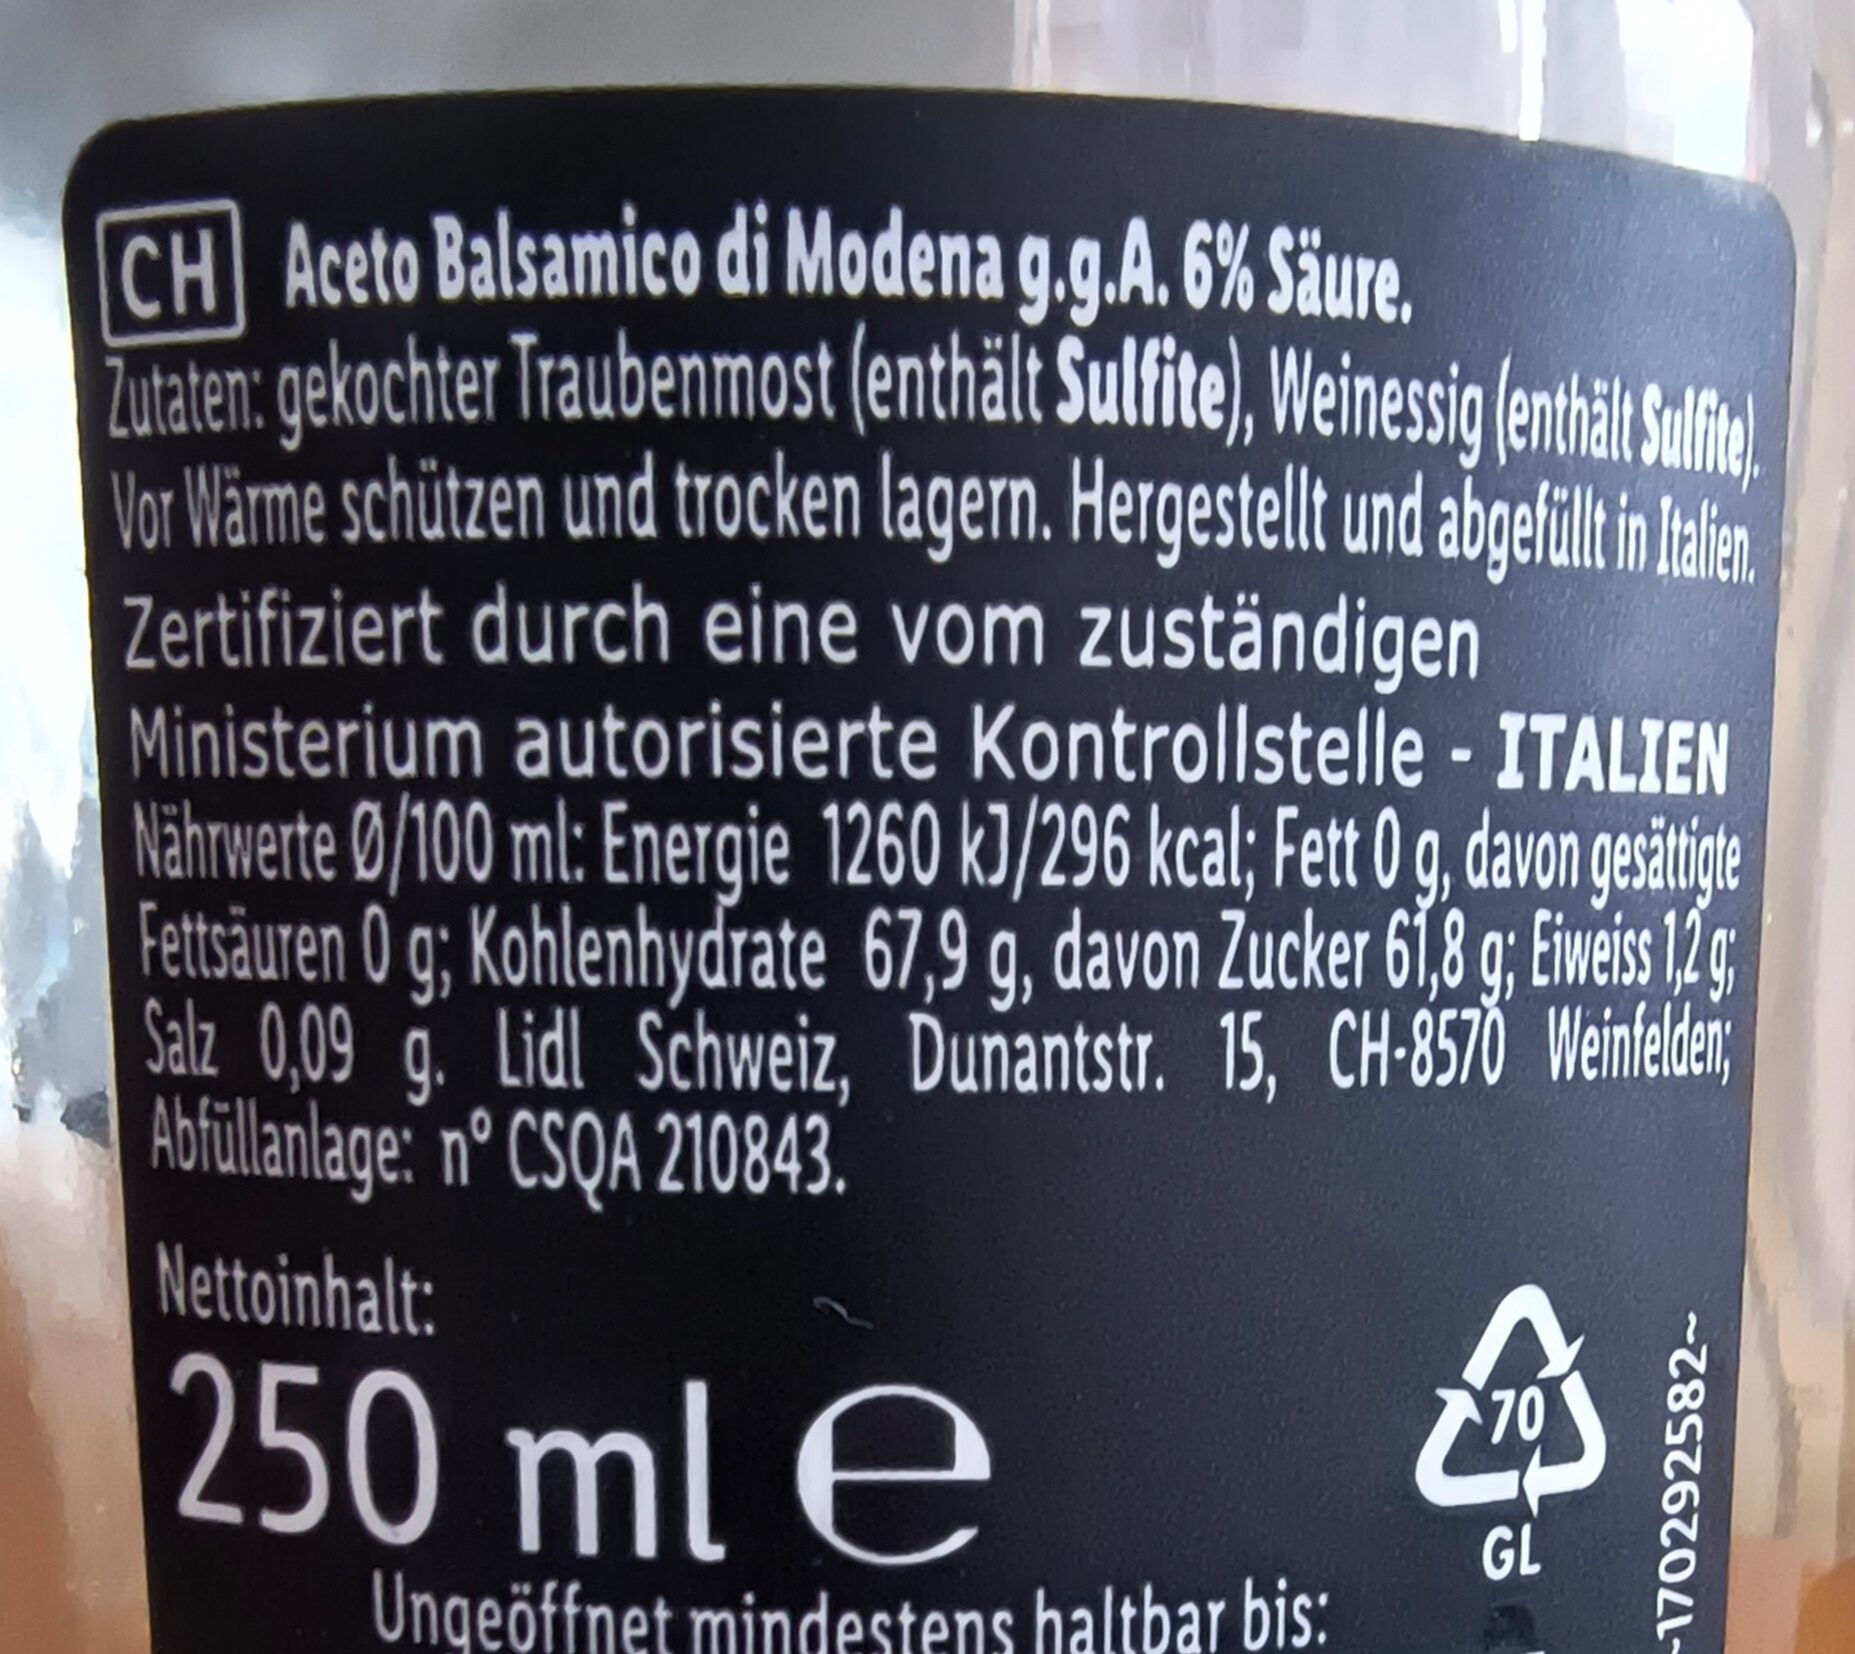 CH Aceto Balsamico di Modena g.g.A. 6% Säure.
Zutaten: gekochter Traubenmost (enthält Sulfite), Weinessig (enthält Sulfite).
Vor Wärme schützen und trocken lagern. Hergestellt und abgefüllt in Italien.
Zertifiziert durch eine vom zuständigen
Ministerium autorisierte Kontrollstelle - ITALIEN
Nährwerte Ø/100 ml: Energie 1260 kJ/296 kcal; Fett 0 g, davon gesättigte
Fettsäuren 0 g; Kohlenhydrate 67,9 g, davon Zucker 61,8 g; Eiweiss 1,2 g;
Salz 0,09 g. Lidl Schweiz, Dunantstr. 15, CH-8570 Weinfelden;
Abfüllanlage: n° CSQA 210843.
Nettoinhalt:
250 ml e
70
GL
~170292582~
Ungeöffnet mindestens haltbar bis: